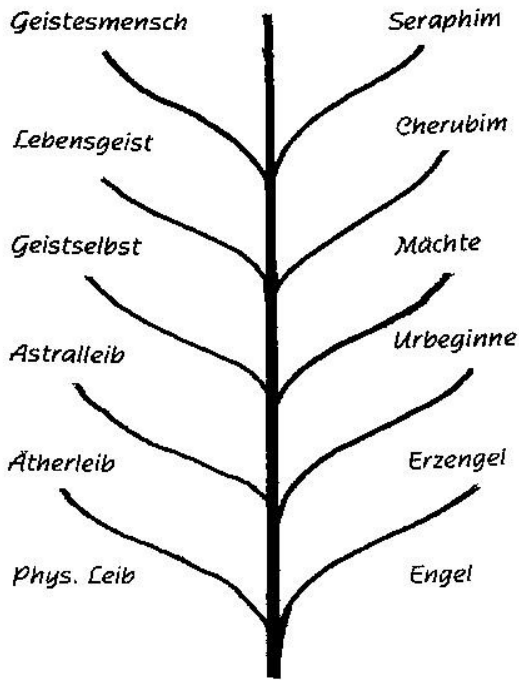 Geistesmensch
Seraphim
Lebensgeist
Cherubim
Geistselbst
Mächte
Astralleib
Urbeginne
Ätherleib
Erzengel
Phys. Leib
Engel